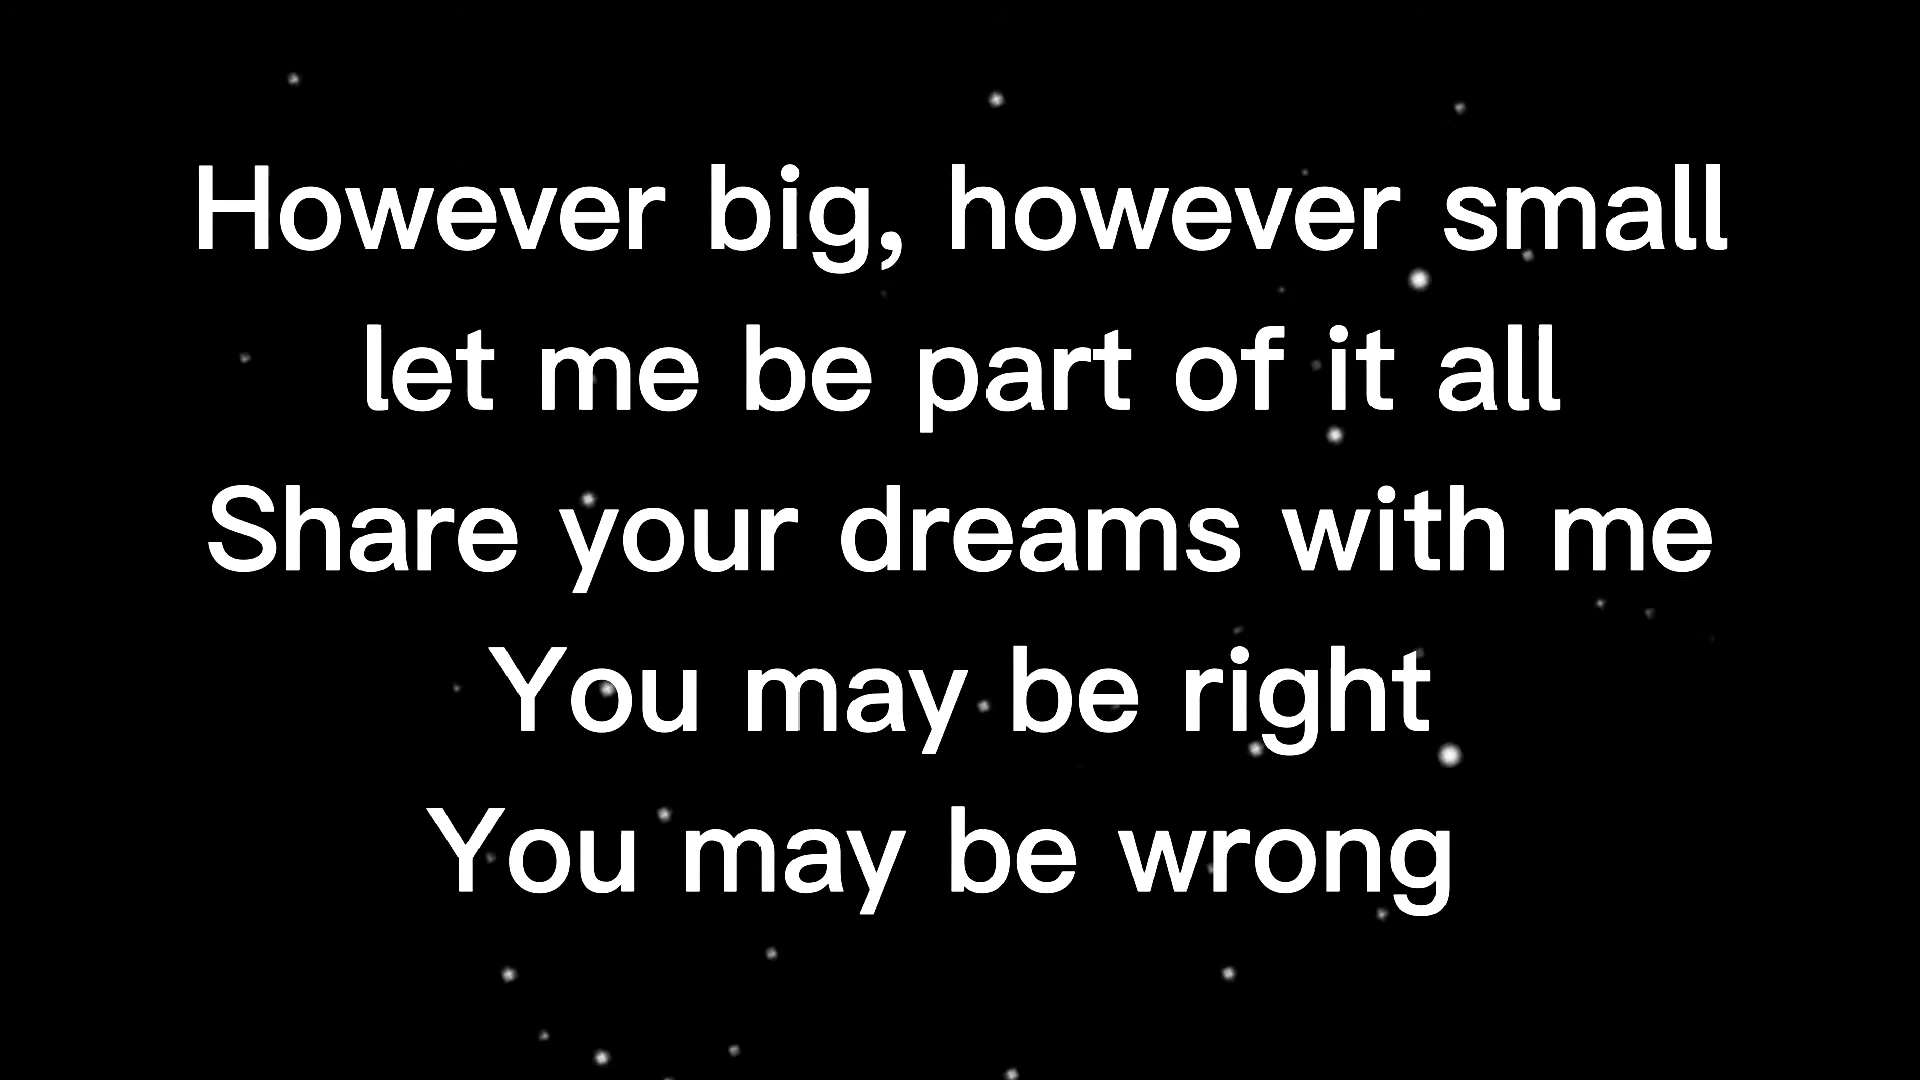 However big, however small
let me be part of it all
Share your dreams with me
You may be right
You may be wrong